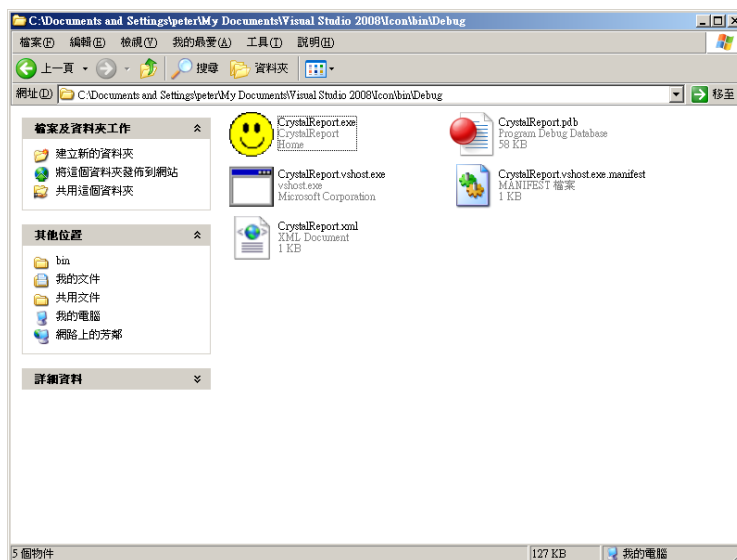 C:\Documents and Settings\peter\My Documents\Visual Studio 2008\Icon\bin\Debug
檔案(F) 編輯(E) 檢視(V) 我的最愛(A) 工具(T) 說明(H)
上一頁 搜尋 資料夾
網址(D) C:\Documents and Settings\peter\My Documents\Visual Studio 2008\Icon\bin\Debug 移至
檔案及資料夾工作
建立新的資料夾
將這個資料夾發佈到網站
共用這個資料夾
其他位置
bin
我的文件
共用文件
我的電腦
網路上的芳鄰
詳細資料
CrystalReport.exe
CrystalReport
Home
CrystalReport.pdb
Program Debug Database
58 KB
CrystalReport.vshost.exe
vshost.exe
Microsoft Corporation
CrystalReport.vshost.exe.manifest
MANIFEST 檔案
1 KB
CrystalReport.xml
XML Document
1 KB
5 個物件 127 KB 我的電腦